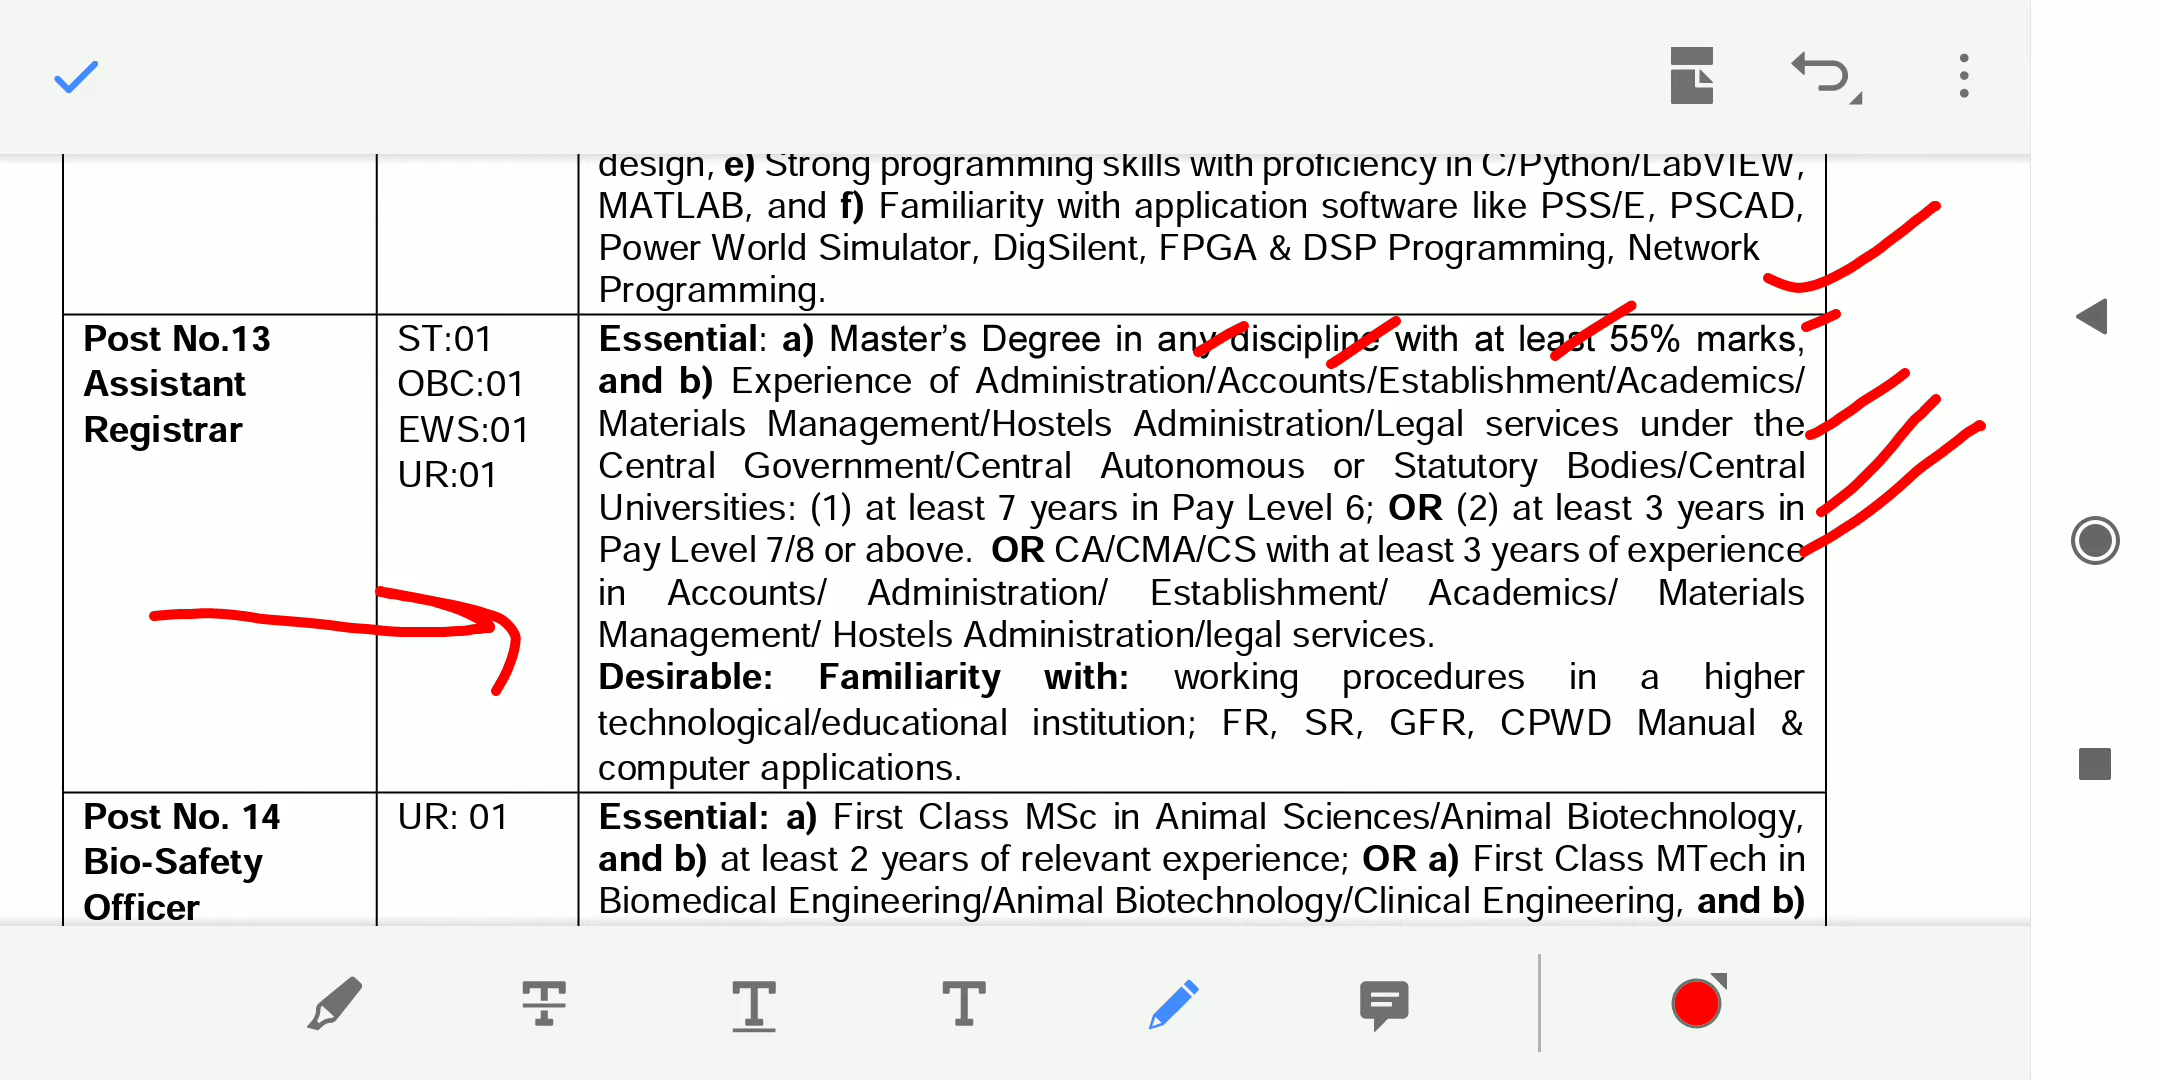 design, e) Strong programming skills with proficiency in C/Python/LabVIEW,
MATLAB, and f) Familiarity with application software like PSS/E, PSCAD,
Power World Simulator, DigSilent, FPGA & DSP Programming, Network
Programming.
Post No.13
Assistant
Registrar
ST:01
OBC:01
EWS:01
UR:01
Essential: a) Master’s Degree in any discipline with at least 55% marks,
and b) Experience of Administration/Accounts/Establishment/Academics/
Materials Management/Hostels Administration/Legal services under the
Central Government/Central Autonomous or Statutory Bodies/Central
Universities: (1) at least 7 years in Pay Level 6; OR (2) at least 3 years in
Pay Level 7/8 or above. OR CA/CMA/CS with at least 3 years of experience
in Accounts/ Administration/ Establishment/ Academics/ Materials
Management/ Hostels Administration/legal services.
Desirable: Familiarity with: working procedures in a higher
technological/educational institution; FR, SR, GFR, CPWD Manual &
computer applications.
Post No. 14
Bio-Safety
Officer
UR: 01
Essential: a) First Class MSc in Animal Sciences/Animal Biotechnology,
and b) at least 2 years of relevant experience; OR a) First Class MTech in
Biomedical Engineering/Animal Biotechnology/Clinical Engineering, and b)